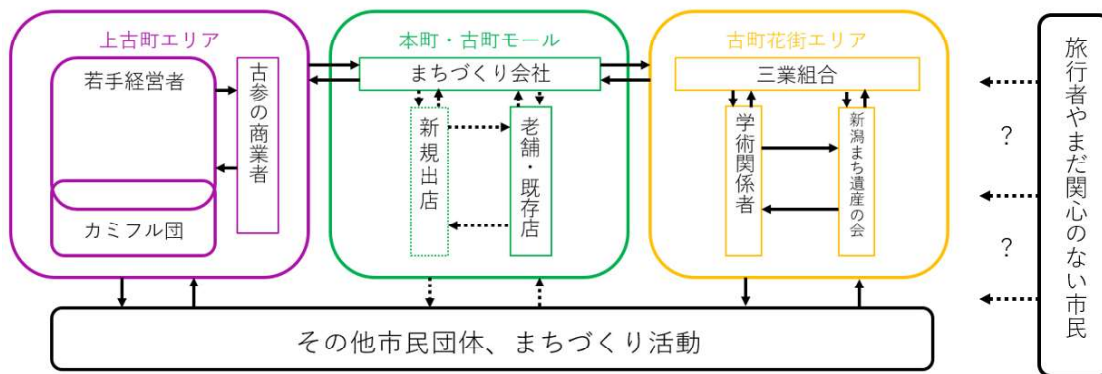 上古町エリア
若手経営者
カミフル団
古参の商業者
本町・古町モール
まちづくり会社
新規出店
老舗・既存店
古町花街エリア
三業組合
学術関係者
新潟まち遺産の会
?
?
旅行者やまだ関心のない市民
その他市民団体、まちづくり活動